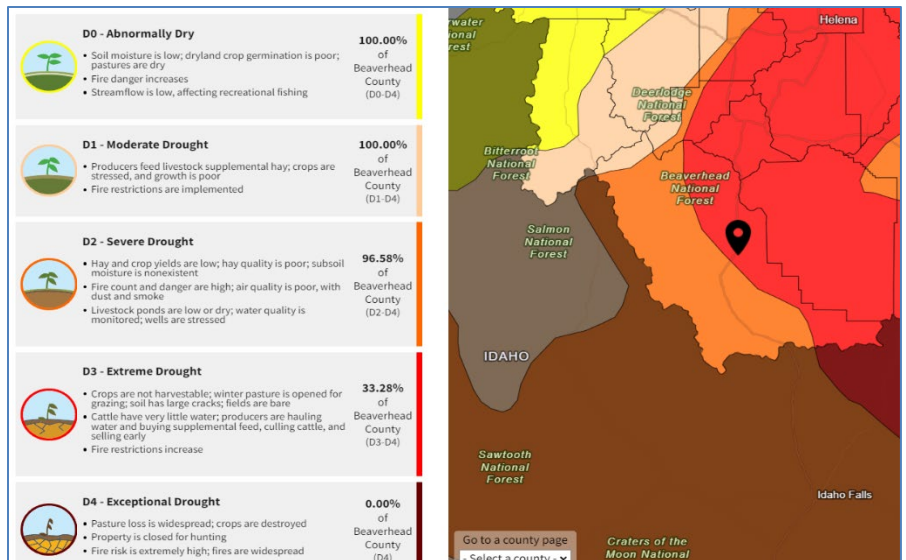 D0 - Abnormally Dry
• Soil moisture is low; dryland crop germination is poor;
pastures are dry
• Fire danger increases
• Streamflow is low, affecting recreational fishing
100.00%
of
Beaverhead
County
(D0-D4)
D1 - Moderate Drought
• Producers feed livestock supplemental hay; crops are
stressed, and growth is poor
• Fire restrictions are implemented
100.00%
of
Beaverhead
County
(D1-D4)
D2 - Severe Drought
• Hay and crop yields are low; hay quality is poor; subsoil
moisture is nonexistent
• Fire count and danger are high; air quality is poor, with
dust and smoke
• Livestock ponds are low or dry; water quality is
monitored; wells are stressed
96.58%
of
Beaverhead
County
(D2-D4)
D3 - Extreme Drought
• Crops are not harvestable; winter pasture is opened for
grazing; soil has large cracks; fields are bare
• Cattle have very little water; producers are hauling
water and buying supplemental feed, culling cattle, and
selling early
• Fire restrictions increase
33.28%
of
Beaverhead
County
(D3-D4)
D4 - Exceptional Drought
• Pasture loss is widespread; crops are destroyed
• Property is closed for hunting
• Fire risk is extremely high; fires are widespread
0.00%
of
Beaverhead
County
(D4)
rwater
ional
rest
Helena
Deerlodge
National
Forest
Bitterroot
National
Forest
Beaverhead
National
Forest
Salmon
National
Forest
IDAHO
Sawtooth
National
Forest
Idaho Falls
Go to a county page
- Select a county -
Craters of the
Moon National